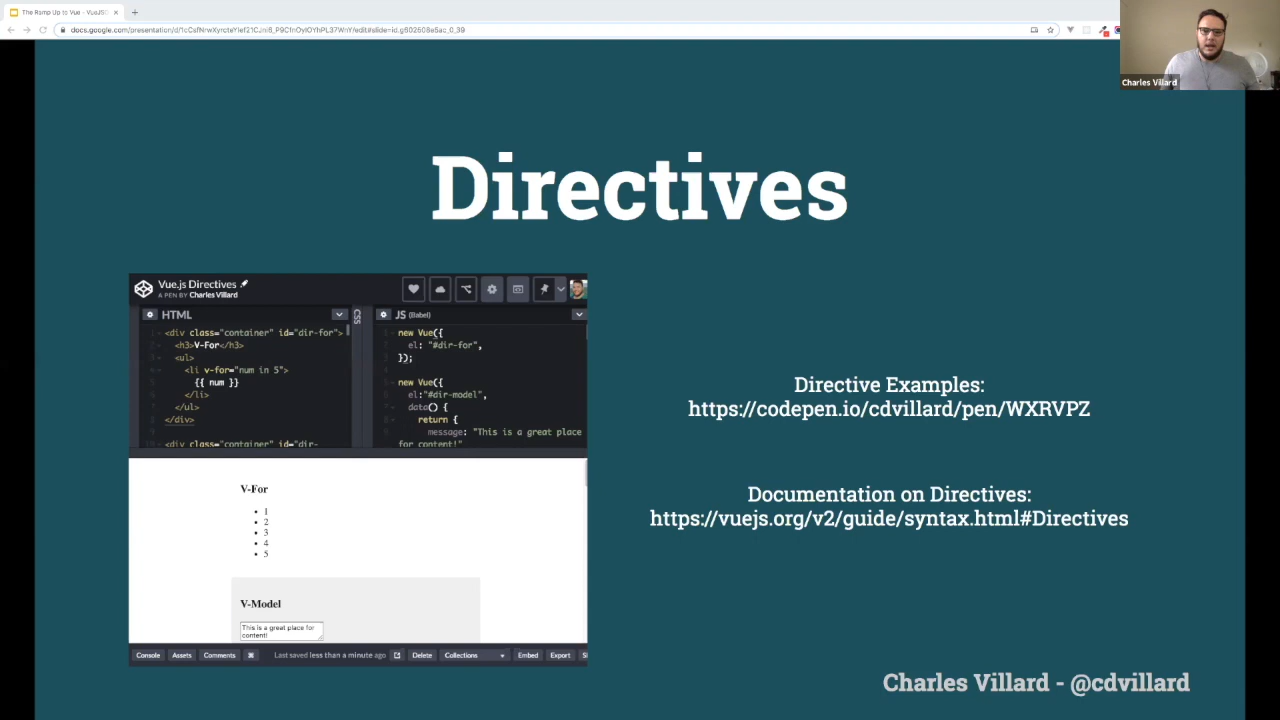 The Ramp Up to Vue - VueJS
Charles Villard
Directives
Vue.js Directives
A PEN BY Charles Villard
HTML
<div class="container" id="dir-for">
<h3>V-For</h3>
<ul>
<li v-for="num in 5">
{{ num }}
</li>
</ul>
</div>
<div class="container" id="dir-
CSS
JS (Babel)
new Vue({
el: "#dir-for",
});
new Vue({
el:"#dir-model",
data() {
return {
message: "This is a great place
for content!"
V-For
1
2
3
4
5
V-Model
This is a great place for
content!
Console Assets Comments ⌘ Last saved less than a minute ago Delete Collections Embed Export
Directive Examples:
https://codepen.io/cdvillard/pen/WXRVPZ
Documentation on Directives:
https://vuejs.org/v2/guide/syntax.html#Directives
Charles Villard - @cdvillard